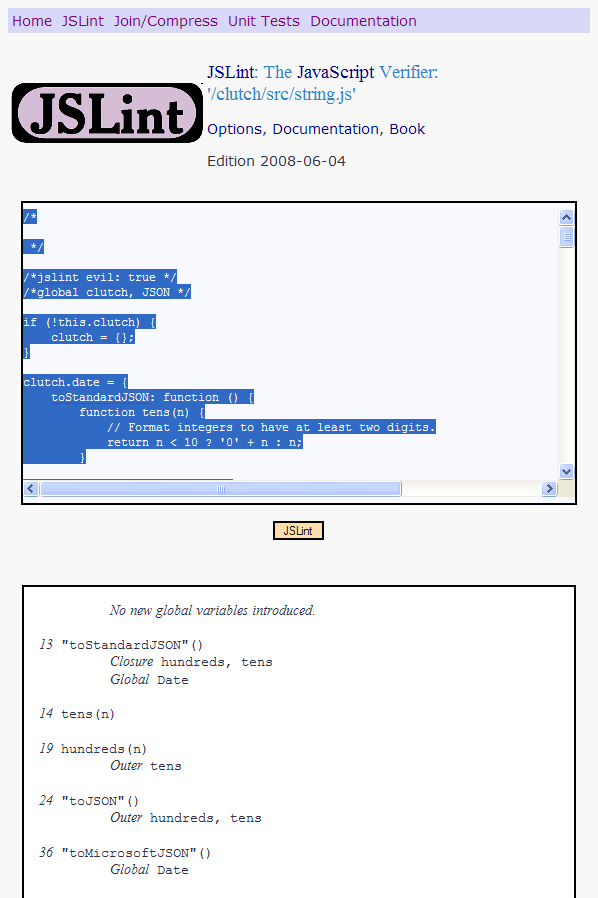 Home JSLint Join/Compress Unit Tests Documentation
JSLint
JSLint: The JavaScript Verifier:
'/clutch/src/string.js'
Options, Documentation, Book
Edition 2008-06-04
/*
*/
/*jslint evil: true */
/*global clutch, JSON */
if (!this.clutch) {
    clutch = {};
}
clutch.date = {
    toStandardJSON: function () {
        function tens(n) {
            // Format integers to have at least two digits.
            return n < 10 ? '0' + n : n;
        }
JSLint
No new global variables introduced.
13 "toStandardJSON"()
Closure hundreds, tens
Global Date
14 tens(n)
19 hundreds(n)
Outer tens
24 "toJSON"()
Outer hundreds, tens
36 "toMicrosoftJSON"()
Global Date